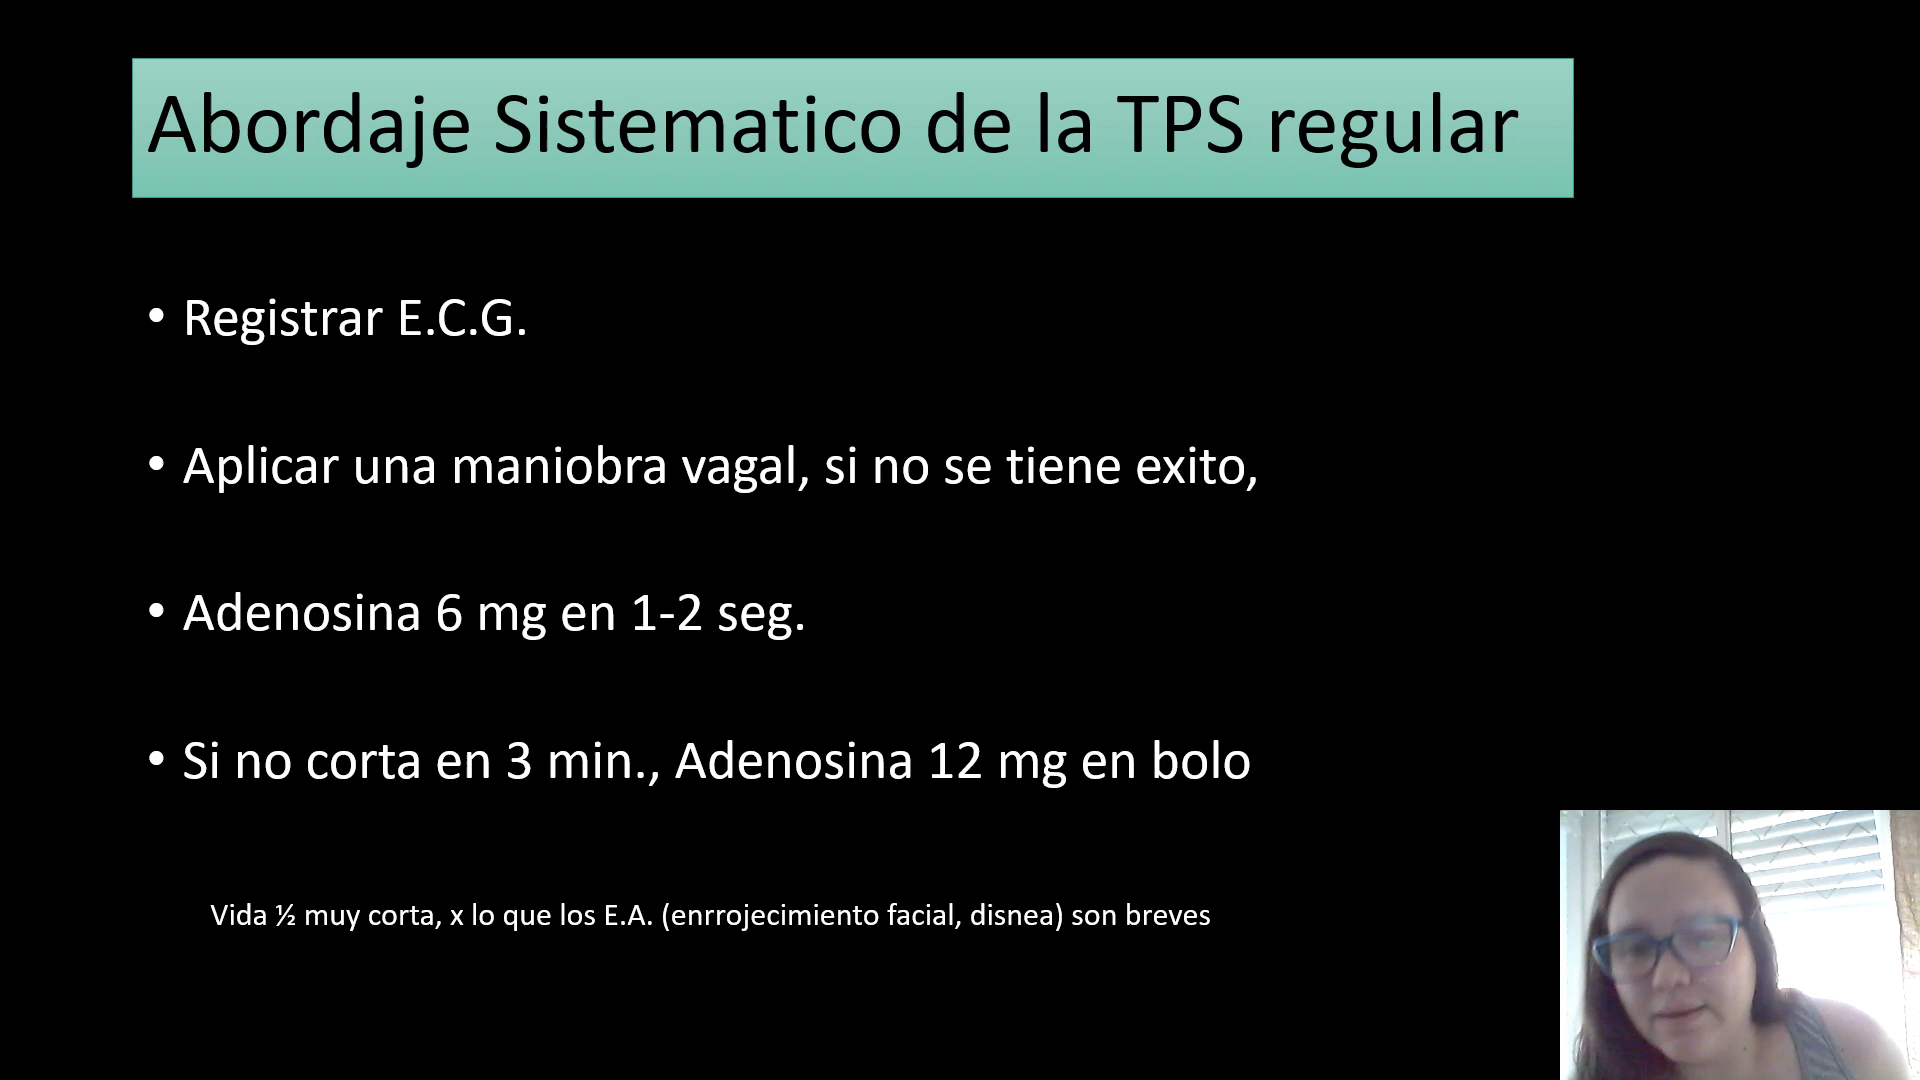 Abordaje Sistematico de la TPS regular
• Registrar E.C.G.
• Aplicar una maniobra vagal, si no se tiene exito,
• Adenosina 6 mg en 1-2 seg.
• Si no corta en 3 min., Adenosina 12 mg en bolo
Vida ½ muy corta, x lo que los E.A. (enrrojecimiento facial, disnea) son breves